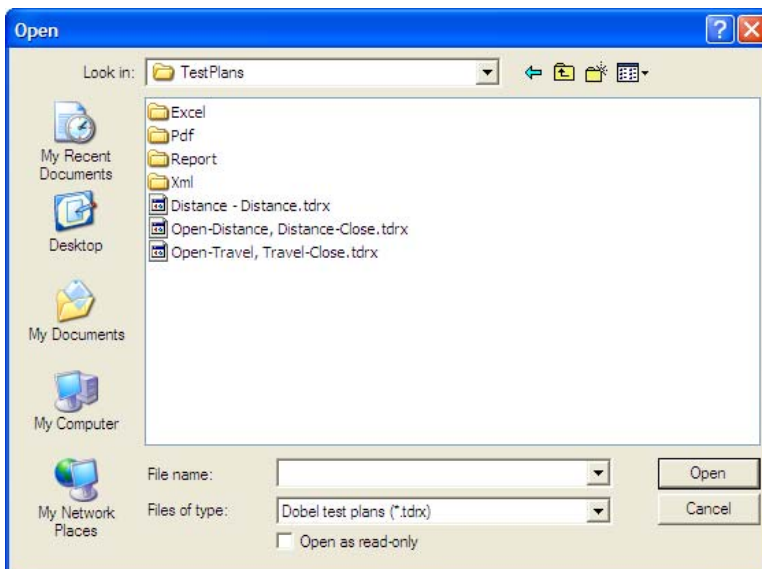 Open
Look in:
TestPlans
My Recent
Documents
Desktop
My Documents
My Computer
My Network
Places
Excel
Pdf
Report
Xml
Distance - Distance.tdrx
Open-Distance, Distance-Close.tdrx
Open-Travel, Travel-Close.tdrx
File name:
Open
Files of type:
Dobel test plans (*.tdrx)
Cancel
Open as read-only